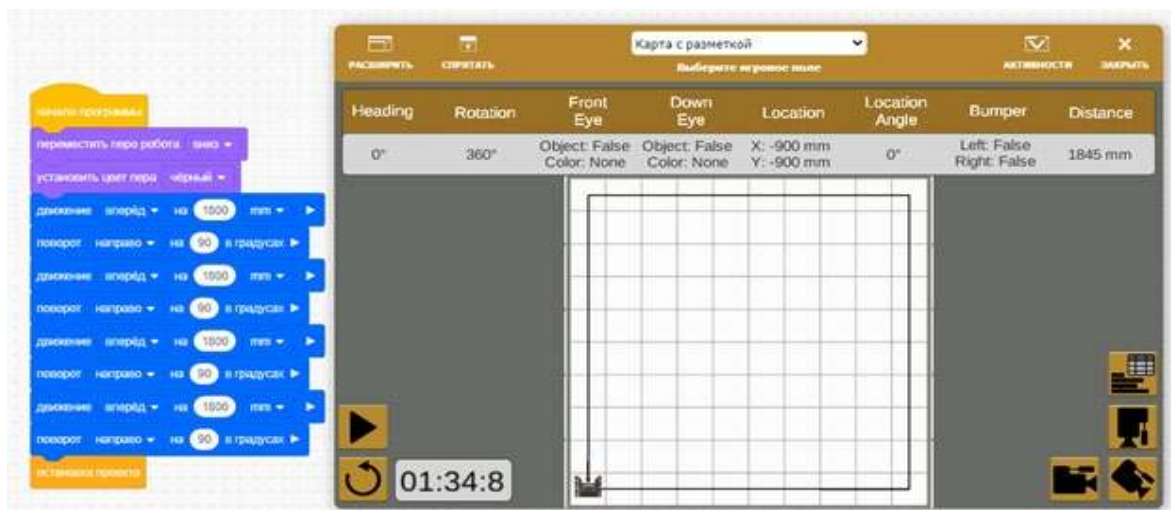 начало программы
переместить перо робота вниз
установить цвет пера чёрный
движение вперёд на 1800 mm
поворот направо на 90 в градусах
движение вперёд на 1800 mm
поворот направо на 90 в градусах
движение вперёд на 1800 mm
поворот направо на 90 в градусах
движение вперёд на 1800 mm
поворот направо на 90 в градусах
остановка проекта
РАСШИРИТЬ
СПРЯТАТЬ
Карта с разметкой
Выберите игровое поле
АКТИВНОСТИ
ЗАКРЫТЬ
Heading Rotation Front Eye Down Eye Location Location Angle Bumper Distance
0° 360° Object: False Object: False X: -900 mm 0° Left: False 1845 mm
Color: None Color: None Y: -900 mm Right: False
01:34:8